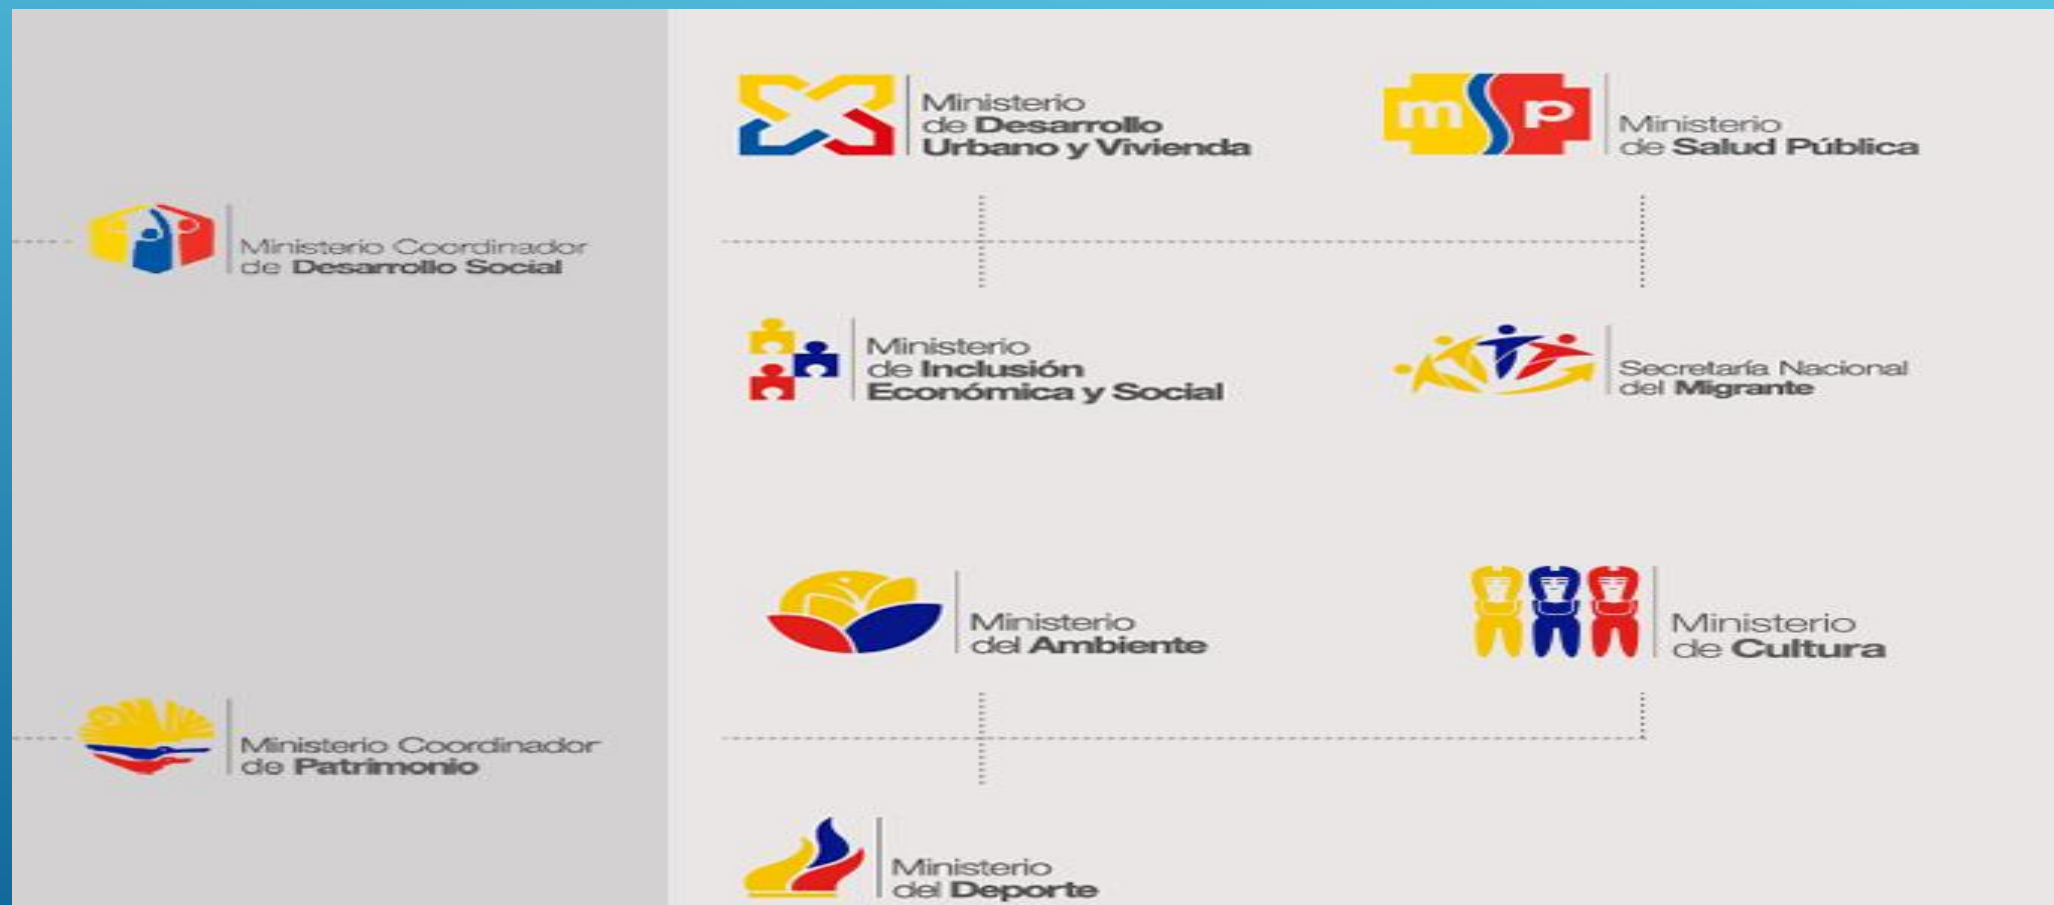 Ministerio
de Desarrollo
Urbano y Vivienda
msp
Ministerio
de Salud Pública
Ministerio Coordinador
de Desarrollo Social
Ministerio
de Inclusión
Económica y Social
Secretaría Nacional
del Migrante
Ministerio
del Ambiente
Ministerio
de Cultura
Ministerio Coordinador
de Patrimonio
Ministerio
del Deporte